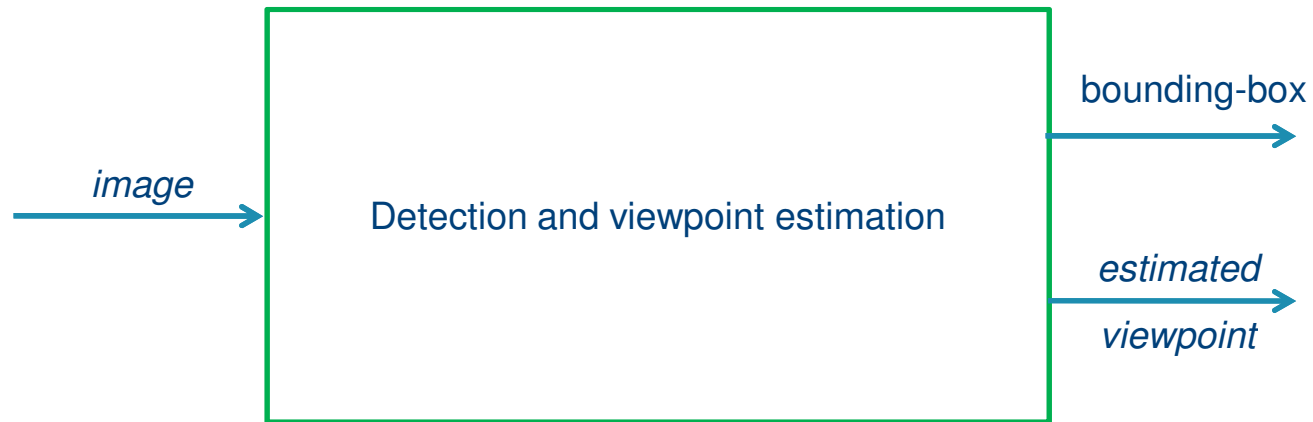 image
Detection and viewpoint estimation
bounding-box
estimated
viewpoint